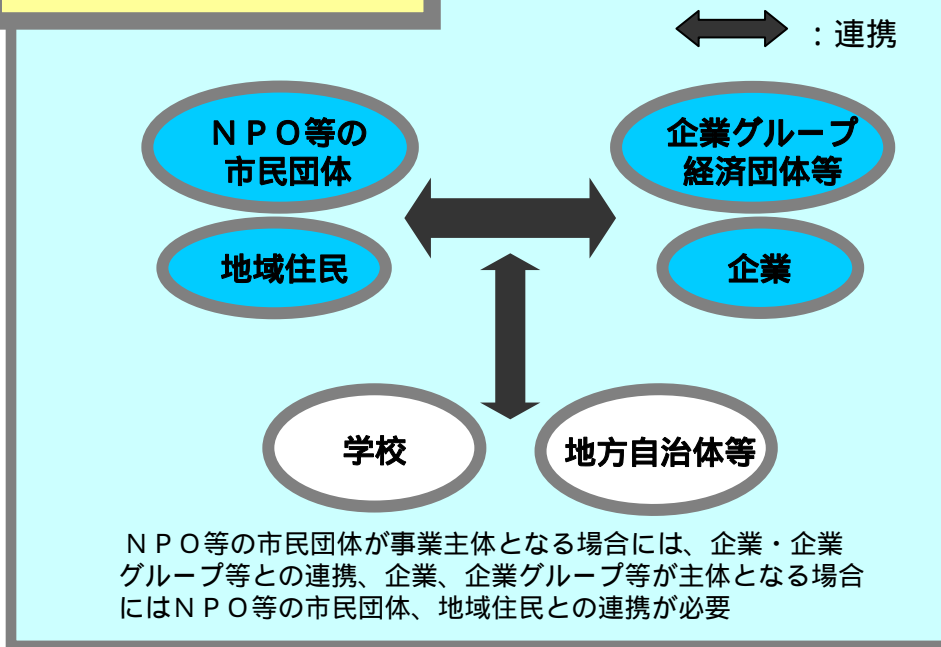 ：連携
ＮＰＯ等の
市民団体
企業グループ
経済団体等
地域住民
企業
学校
地方自治体等
ＮＰＯ等の市民団体が事業主体となる場合には、企業・企業
グループ等との連携、企業、企業グループ等が主体となる場合
にはＮＰＯ等の市民団体、地域住民との連携が必要